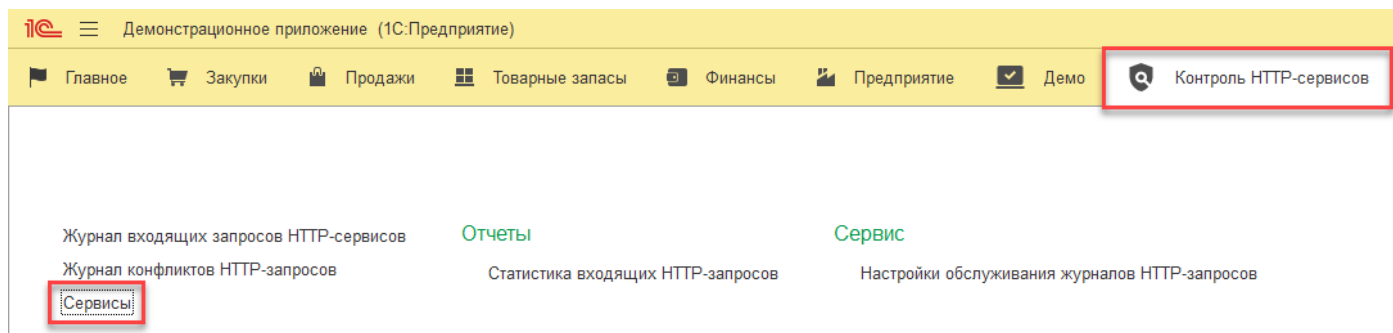 1С Демонстрационное приложение (1С:Предприятие)
Главное Закупки Продажи Товарные запасы Финансы Предприятие Демо Контроль HTTP-сервисов
Журнал входящих запросов HTTP-сервисов
Журнал конфликтов HTTP-запросов
Сервисы
Отчеты
Статистика входящих HTTP-запросов
Сервис
Настройки обслуживания журналов HTTP-запросов